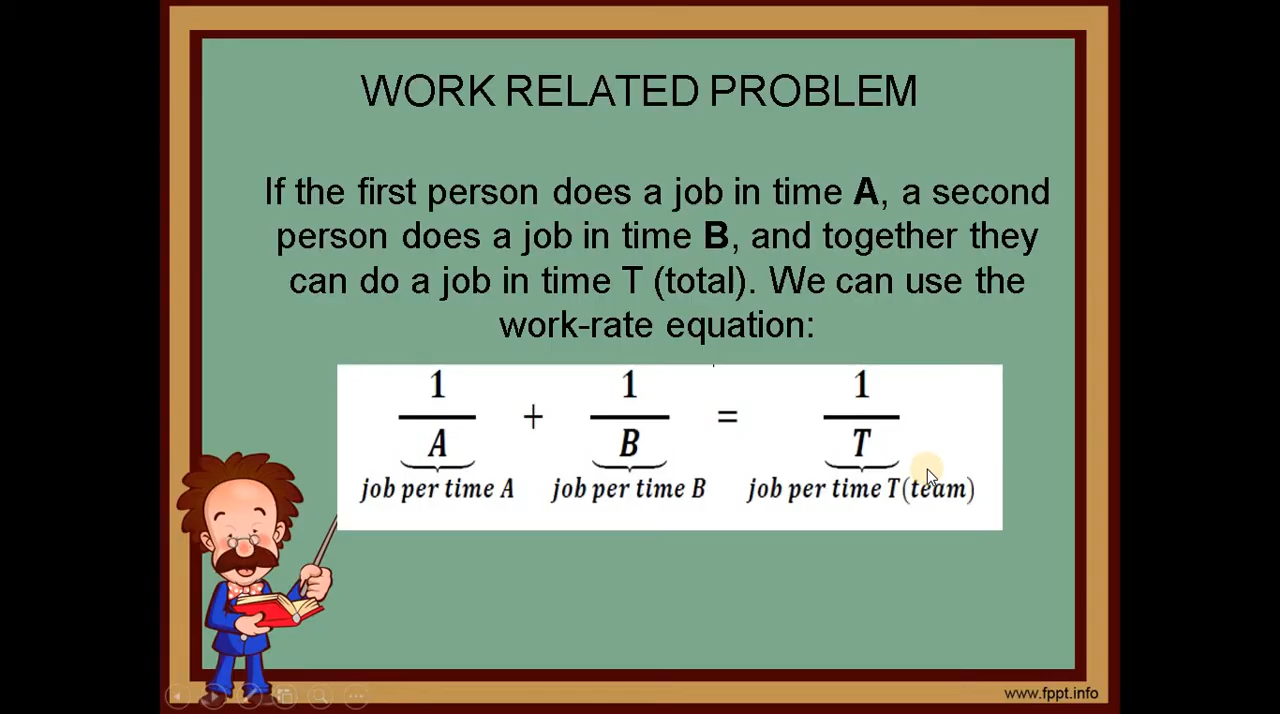 WORK RELATED PROBLEM
If the first person does a job in time A, a second
person does a job in time B, and together they
can do a job in time T (total). We can use the
work-rate equation:
1/A + 1/B = 1/T
job per time A job per time B job per time T(team)
www.fppt.info